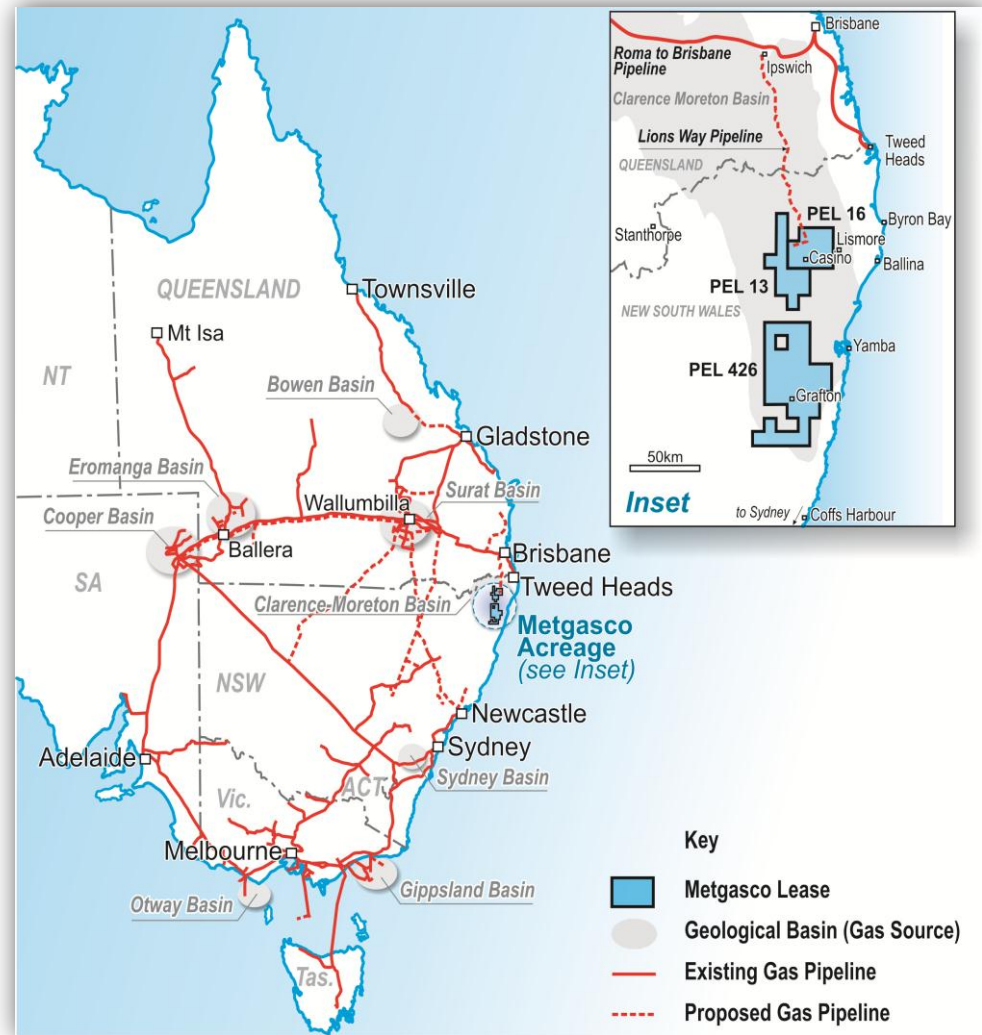 QUEENSLAND
Townsville
Mt Isa
NT
Bowen Basin
Gladstone
Eromanga Basin
Wallumbilla
Surat Basin
Cooper Basin
Ballera
Brisbane
SA
Tweed Heads
Clarence-Moreton Basin
Metgasco
Acreage
(see Inset)
NSW
Newcastle
Adelaide
Sydney
Sydney Basin
Vic.
ACT
Melbourne
Gippsland Basin
Otway Basin
Tas.
Brisbane
Roma to Brisbane
Pipeline
Ipswich
Clarence Moreton Basin
Lions Way Pipeline
Tweed
Heads
QUEENSLAND
PEL 16
Byron Bay
Stanthorpe
Lismore
Casino
Ballina
PEL 13
NEW SOUTH WALES
Yamba
PEL 426
Grafton
50km
Inset
to Sydney
Coffs Harbour
Key
Metgasco Lease
Geological Basin (Gas Source)
Existing Gas Pipeline
Proposed Gas Pipeline